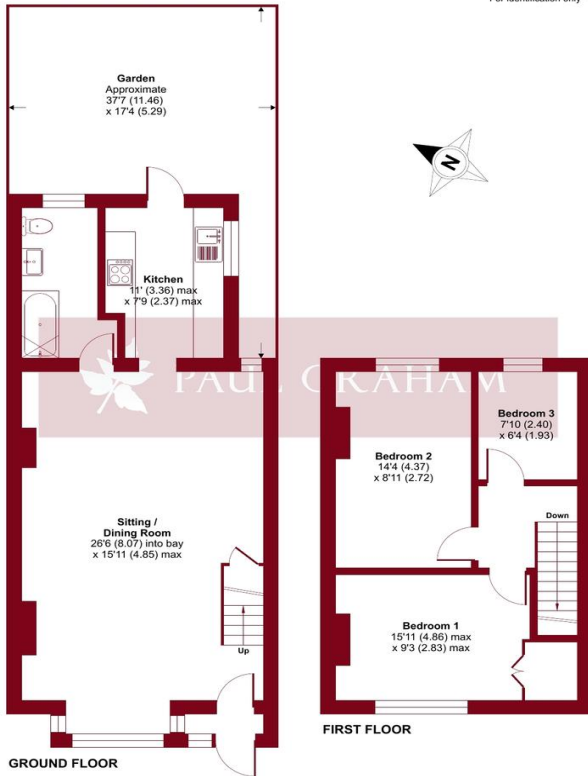 For identification only
Garden
Approximate
37'7 (11.46)
x 17'4 (5.29)
N
Kitchen
11' (3.36) max
x 7'9 (2.37) max
PAUL GRAHAM
Bedroom 3
7'10 (2.40)
x 6'4 (1.93)
Bedroom 2
14'4 (4.37)
x 8'11 (2.72)
Sitting /
Dining Room
26'6 (8.07) into bay
x 15'11 (4.85) max
Down
Up
Bedroom 1
15'11 (4.86) max
x 9'3 (2.83) max
FIRST FLOOR
GROUND FLOOR